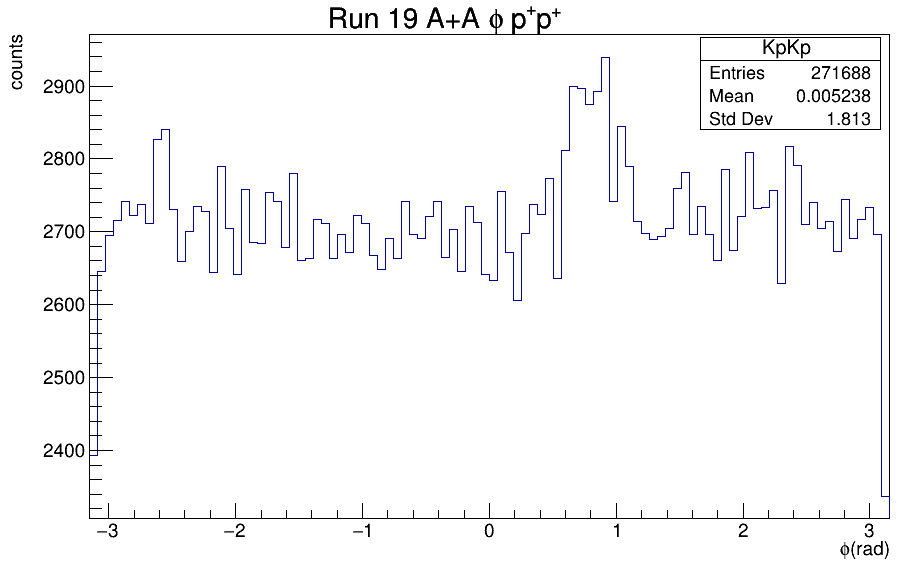 Run 19 A+A ϕ p⁺p⁺
counts
KpKp
Entries 271688
Mean 0.005238
Std Dev 1.813
2900
2800
2700
2600
2500
2400
−3 −2 −1 0 1 2 3
ϕ(rad)